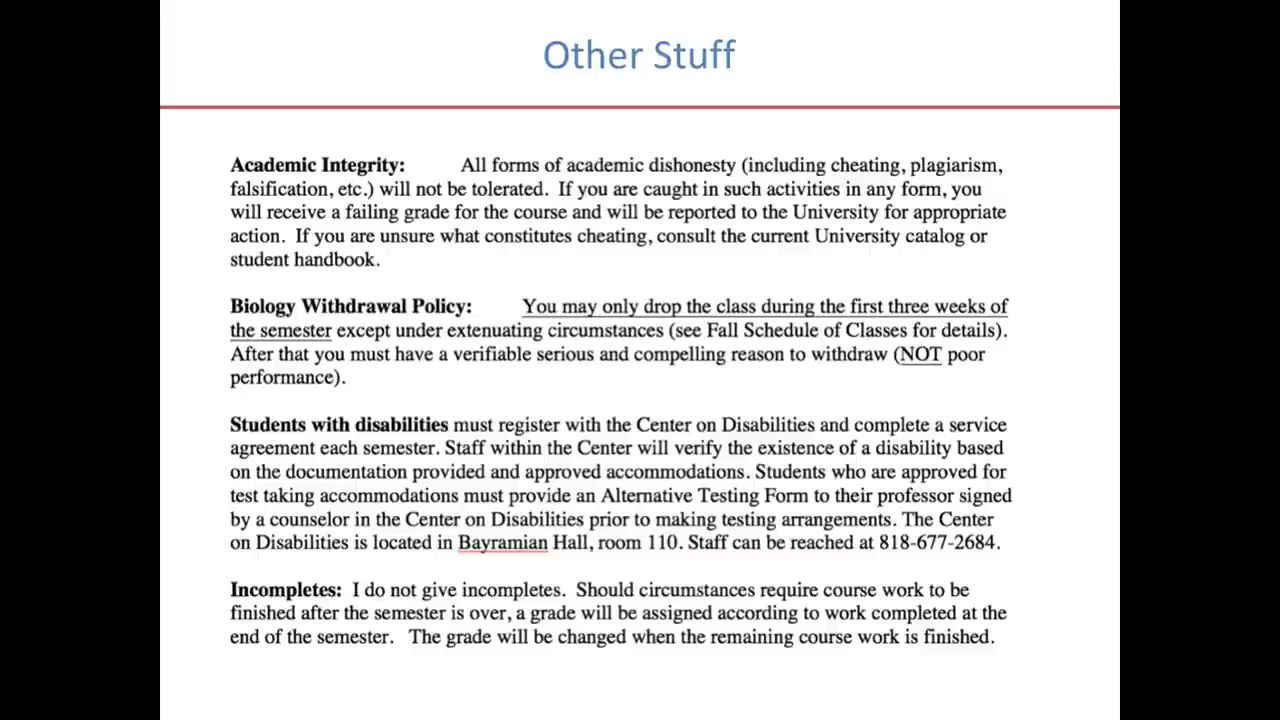 Other Stuff
Academic Integrity: All forms of academic dishonesty (including cheating, plagiarism,
falsification, etc.) will not be tolerated. If you are caught in such activities in any form, you
will receive a failing grade for the course and will be reported to the University for appropriate
action. If you are unsure what constitutes cheating, consult the current University catalog or
student handbook.
Biology Withdrawal Policy: You may only drop the class during the first three weeks of
the semester except under extenuating circumstances (see Fall Schedule of Classes for details).
After that you must have a verifiable serious and compelling reason to withdraw (NOT poor
performance).
Students with disabilities must register with the Center on Disabilities and complete a service
agreement each semester. Staff within the Center will verify the existence of a disability based
on the documentation provided and approved accommodations. Students who are approved for
test taking accommodations must provide an Alternative Testing Form to their professor signed
by a counselor in the Center on Disabilities prior to making testing arrangements. The Center
on Disabilities is located in Bayramian Hall, room 110. Staff can be reached at 818-677-2684.
Incompletes: I do not give incompletes. Should circumstances require course work to be
finished after the semester is over, a grade will be assigned according to work completed at the
end of the semester. The grade will be changed when the remaining course work is finished.